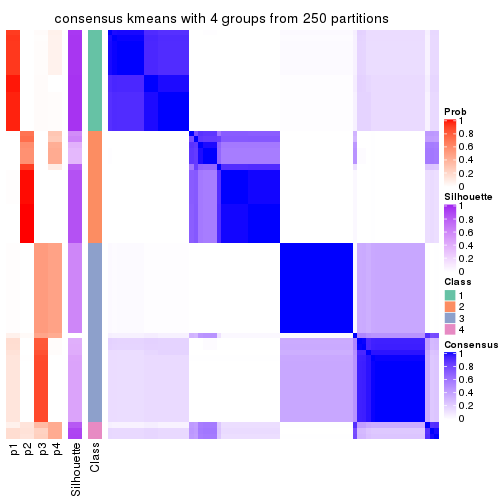 consensus kmeans with 4 groups from 250 partitions
Prob
1
0.8
0.6
0.4
0.2
0
Silhouette
1
0.8
0.6
0.4
0.2
0
Class
1
2
3
4
Consensus
1
0.8
0.6
0.4
0.2
0
p1
p2
p3
p4
Silhouette
Class